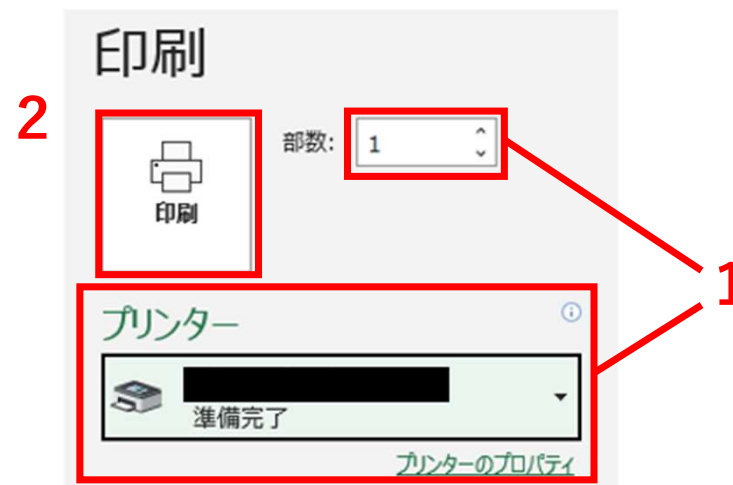 印刷
2
印刷
部数: 1
1
プリンター
準備完了
プリンターのプロパティ